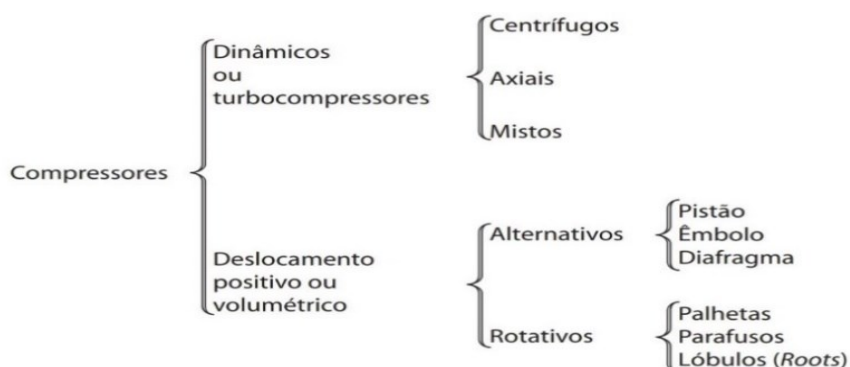 Compressores
Dinâmicos
ou
turbocompressores
Centrífugos
Axiais
Mistos
Deslocamento
positivo ou
volumétrico
Alternativos
Pistão
Êmbolo
Diafragma
Rotativos
Palhetas
Parafusos
Lóbulos (Roots)